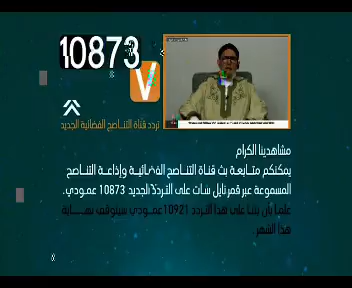 10873
V
تردد قناة التناصح الفضائية الجديد
مشاهدينا الكرام
يمكنكم متابعة بث قناة التناصح الفضائية وإذاعة التناصح
المسموعة عبر قمر نايل سات على التردد الجديد 10873 عمودي.
علما بأن بثنا على هذا التردد 10921 عمودي سيتوقف نهاية
هذا الشهر.